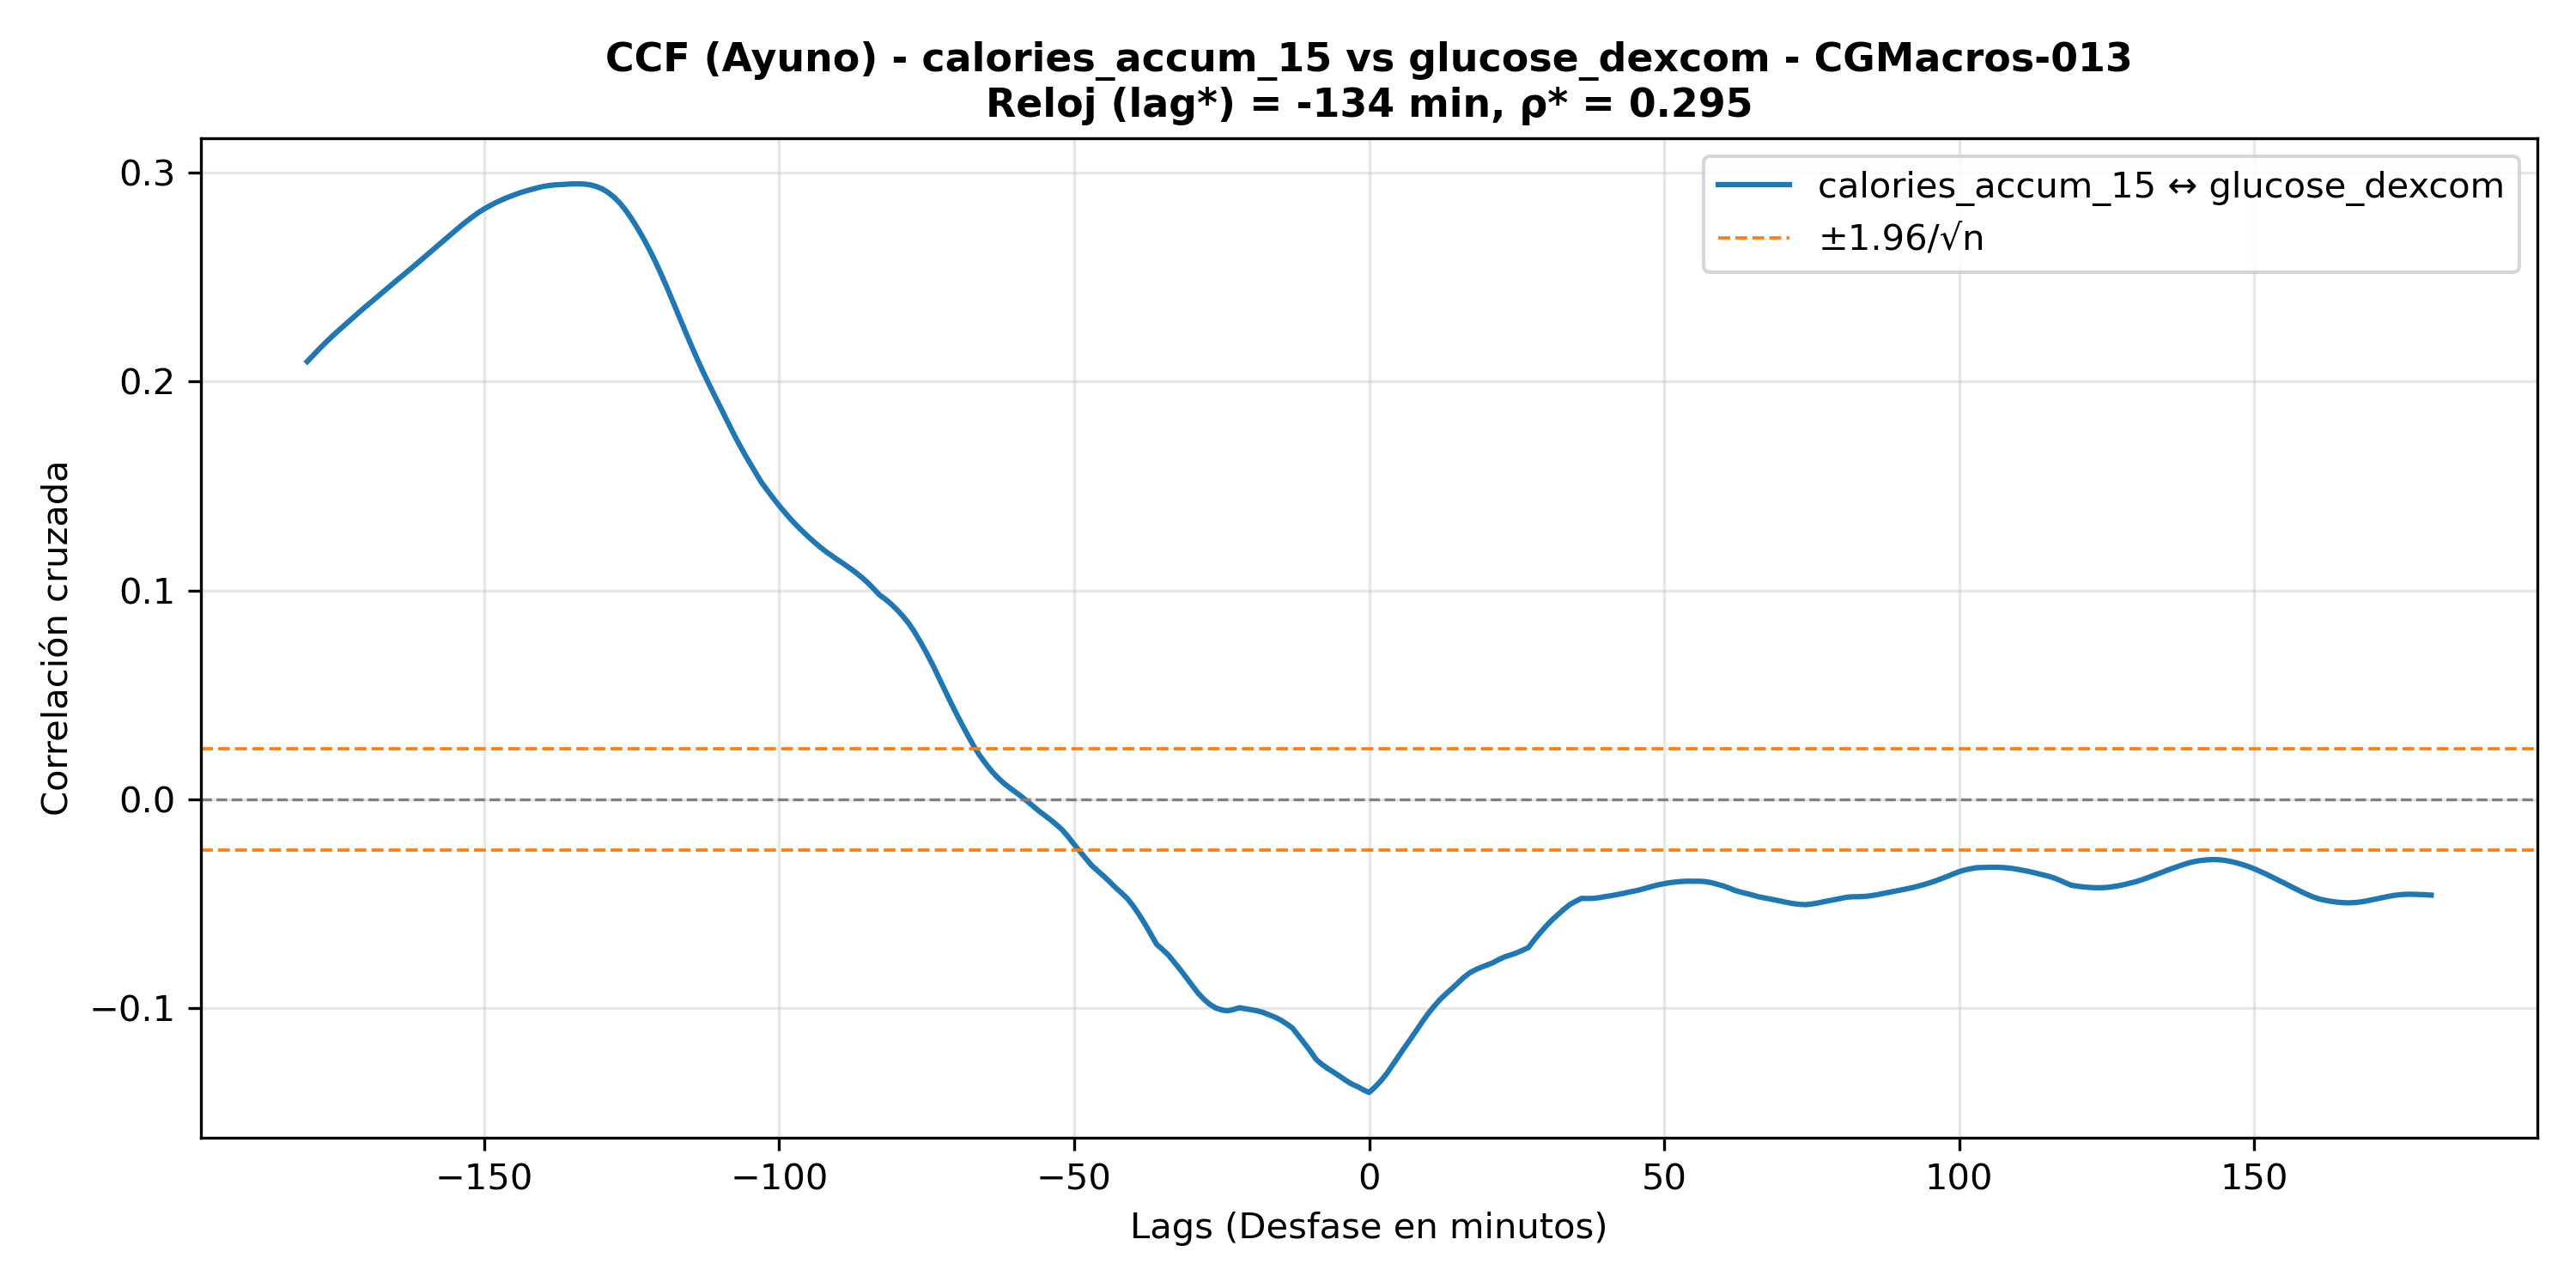 CCF (Ayuno) - calories_accum_15 vs glucose_dexcom - CGMacros-013
Reloj (lag*) = -134 min, ρ* = 0.295
calories_accum_15 ↔ glucose_dexcom
±1.96/√n
Correlación cruzada
0.3
0.2
0.1
0.0
−0.1
−150
−100
−50
0
50
100
150
Lags (Desfase en minutos)